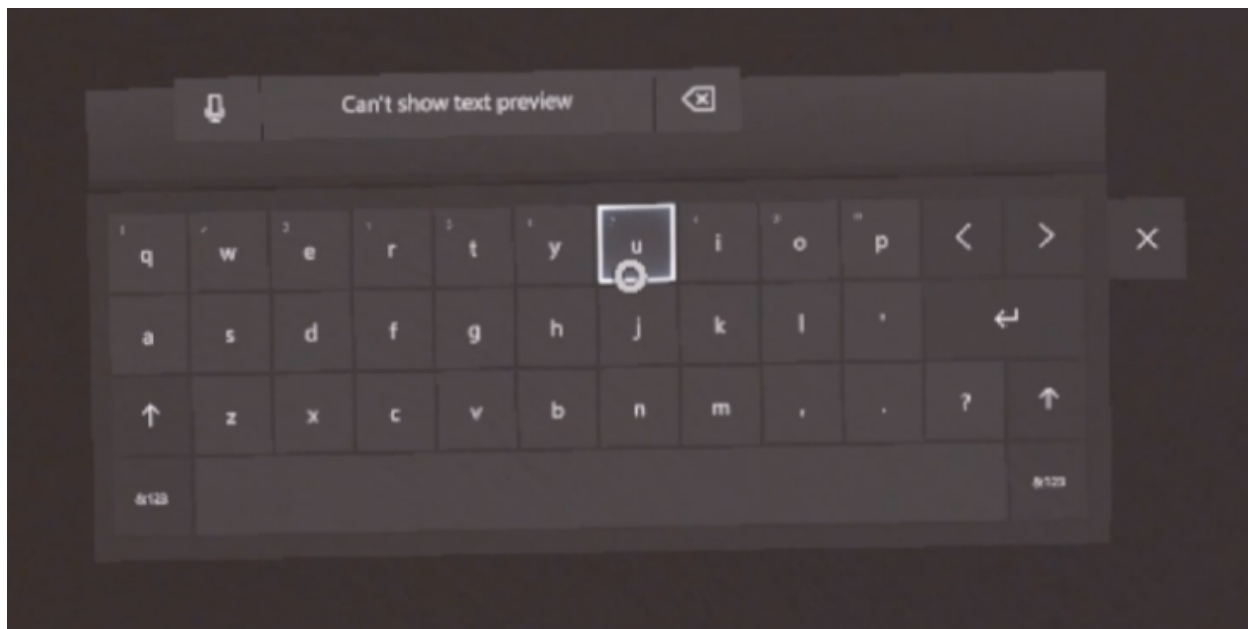 Can't show text preview
q w e r t y u i o p
a s d f g h j k l '
z x c v b n m , . ?
&123 &123